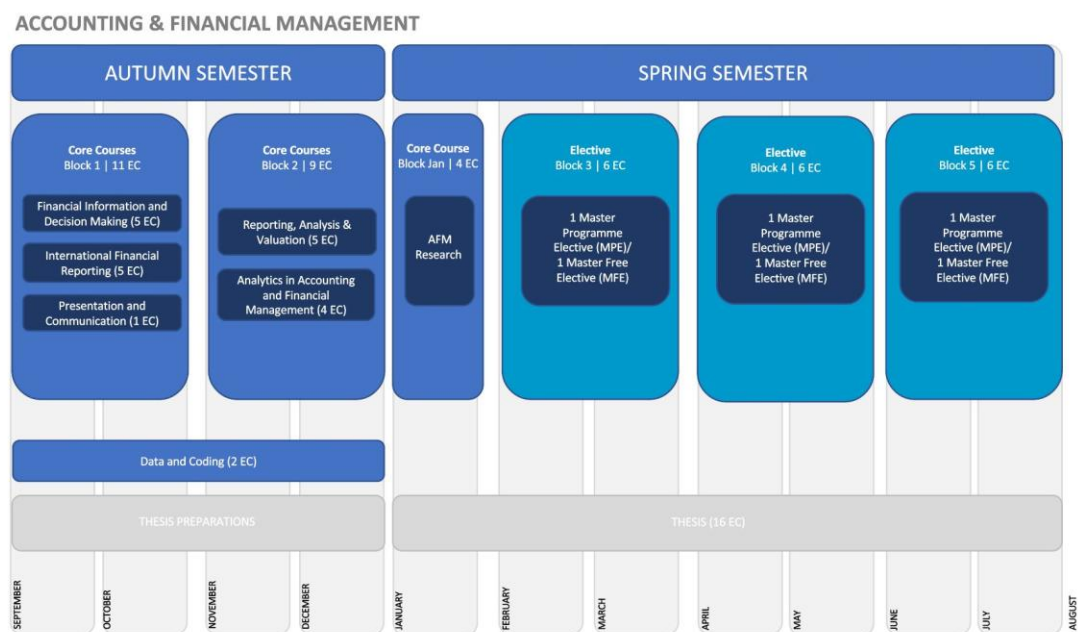 ACCOUNTING & FINANCIAL MANAGEMENT
AUTUMN SEMESTER
SPRING SEMESTER
Core Courses
Block 1 | 11 EC
Financial Information and
Decision Making (5 EC)
International Financial
Reporting (5 EC)
Presentation and
Communication (1 EC)
Core Courses
Block 2 | 9 EC
Reporting, Analysis &
Valuation (5 EC)
Analytics in Accounting
and Financial
Management (4 EC)
Core Course
Block Jan | 4 EC
AFM
Research
Elective
Block 3 | 6 EC
1 Master
Programme
Elective (MPE)/
1 Master Free
Elective (MFE)
Elective
Block 4 | 6 EC
1 Master
Programme
Elective (MPE)/
1 Master Free
Elective (MFE)
Elective
Block 5 | 6 EC
1 Master
Programme
Elective (MPE)/
1 Master Free
Elective (MFE)
Data and Coding (2 EC)
THESIS PREPARATIONS
THESIS (16 EC)
SEPTEMBER
OCTOBER
NOVEMBER
DECEMBER
JANUARY
FEBRUARY
MARCH
APRIL
MAY
JUNE
JULY
AUGUST